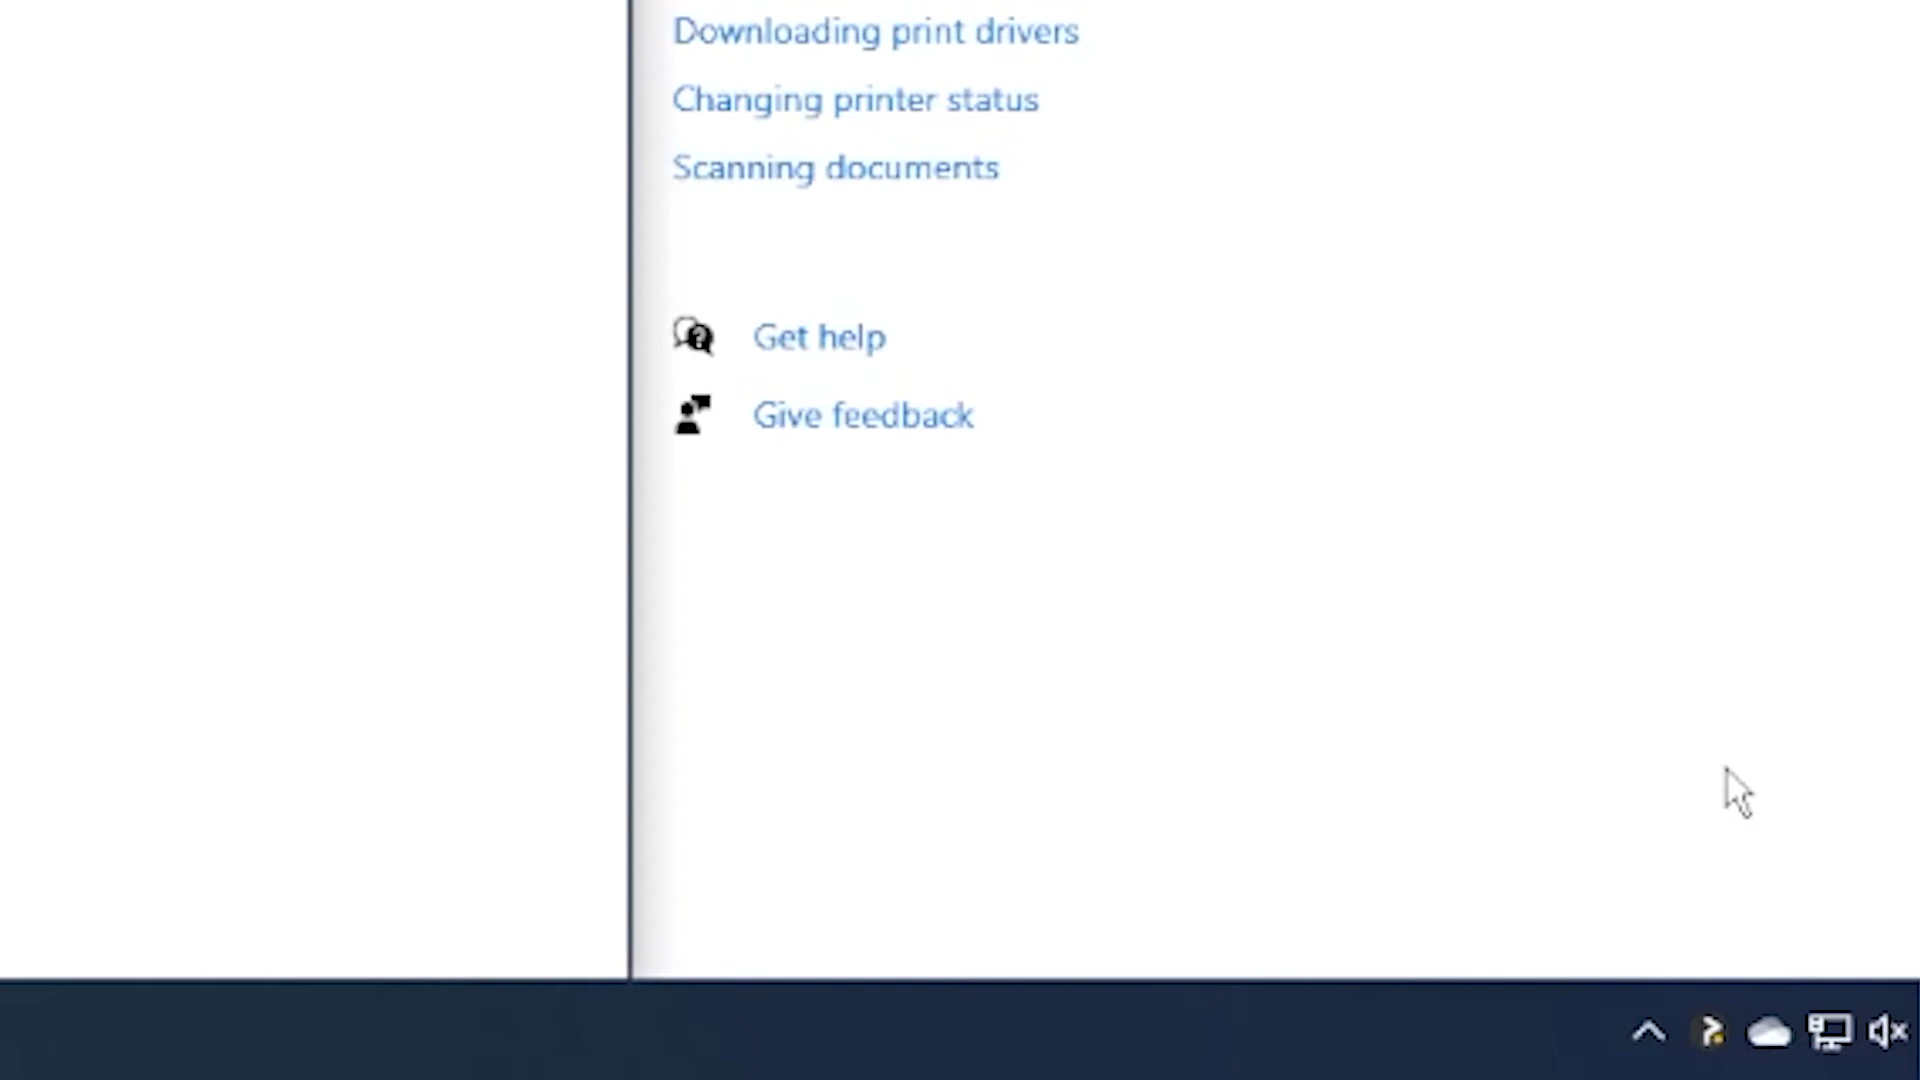 Downloading print drivers
Changing printer status
Scanning documents
Get help
Give feedback